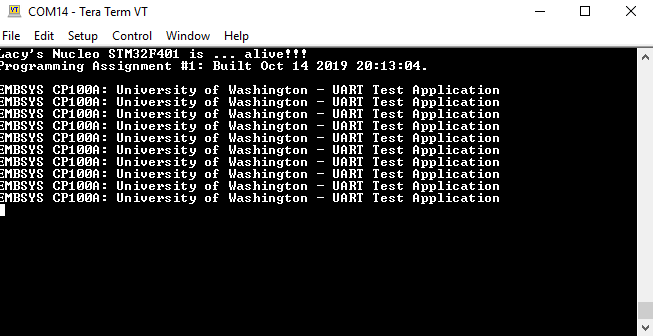 COM14 - Tera Term VT
File Edit Setup Control Window Help
Lacy's Nucleo STM32F401 is ... alive!!!
Programming Assignment #1: Built Oct 14 2019 20:13:04.
EMBSYS CP100A: University of Washington - UART Test Application
EMBSYS CP100A: University of Washington - UART Test Application
EMBSYS CP100A: University of Washington - UART Test Application
EMBSYS CP100A: University of Washington - UART Test Application
EMBSYS CP100A: University of Washington - UART Test Application
EMBSYS CP100A: University of Washington - UART Test Application
EMBSYS CP100A: University of Washington - UART Test Application
EMBSYS CP100A: University of Washington - UART Test Application
EMBSYS CP100A: University of Washington - UART Test Application
EMBSYS CP100A: University of Washington - UART Test Application